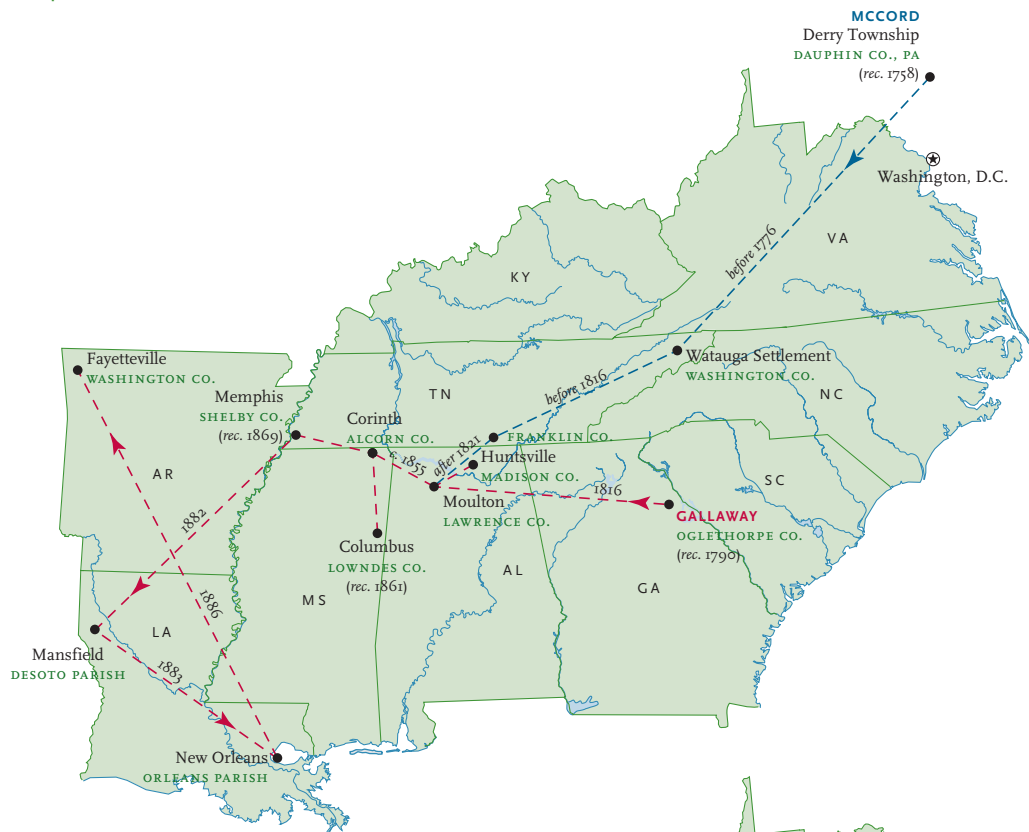 MCCORD
Derry Township
DAUPHIN CO., PA
(rec. 1758)
Washington, D.C.
VA
before 1776
KY
Watauga Settlement
WASHINGTON CO.
Fayetteville
WASHINGTON CO.
before 1816
TN
NC
Memphis
SHELBY CO.
(rec. 1869)
Corinth
ALCORN CO.
c. 1855
after 1821
FRANKLIN CO.
Huntsville
MADISON CO.
AR
SC
Moulton
LAWRENCE CO.
1816
GALLAWAY
OGLETHORPE CO.
(rec. 1790)
1882
Columbus
LOWNDES CO.
(rec. 1861)
AL
GA
MS
1886
LA
Mansfield
DESOTO PARISH
1883
New Orleans
ORLEANS PARISH